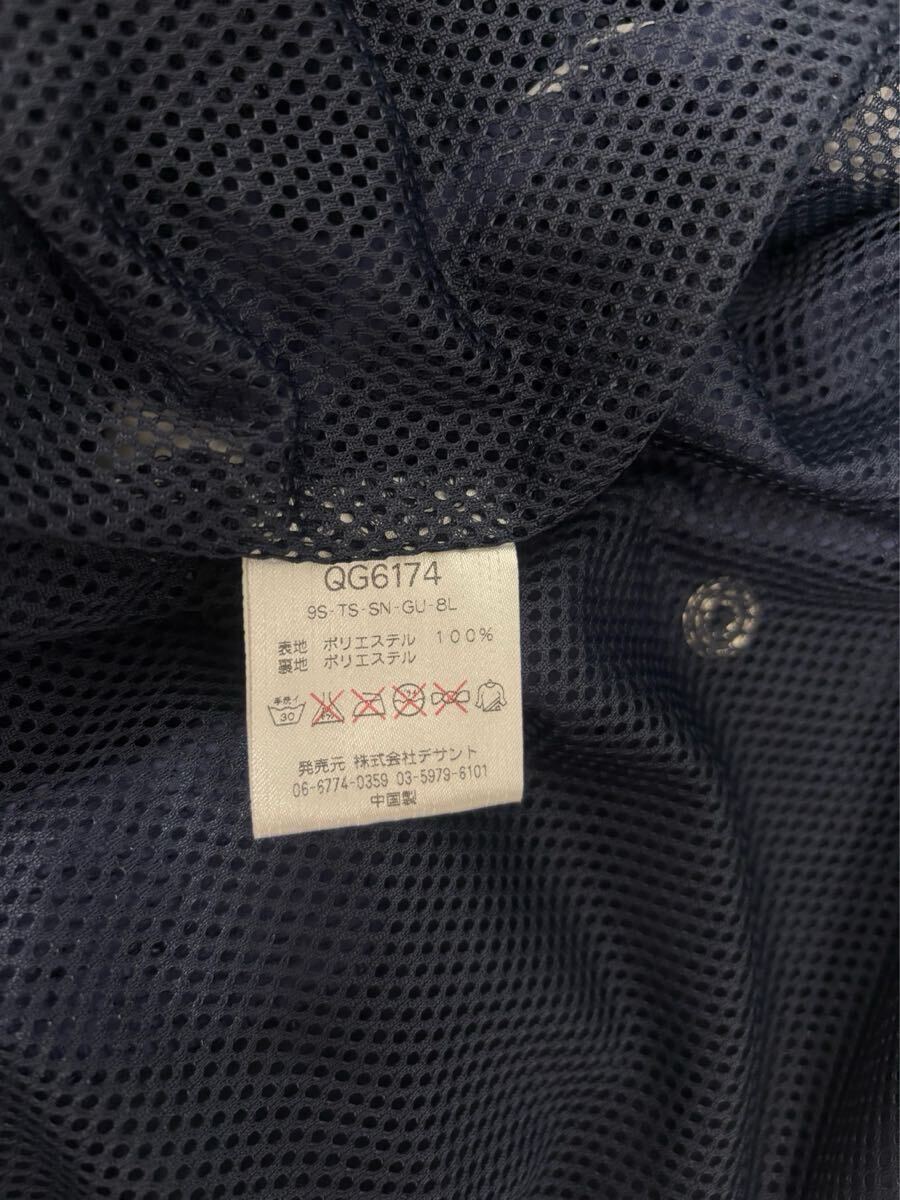 QG6174
9S-TS-SN-GU-8L
表地 ポリエステル 100%
裏地 ポリエステル
手洗イ
30
発売元 株式会社デサント
06-6774-0359 03-5979-6101
中国製